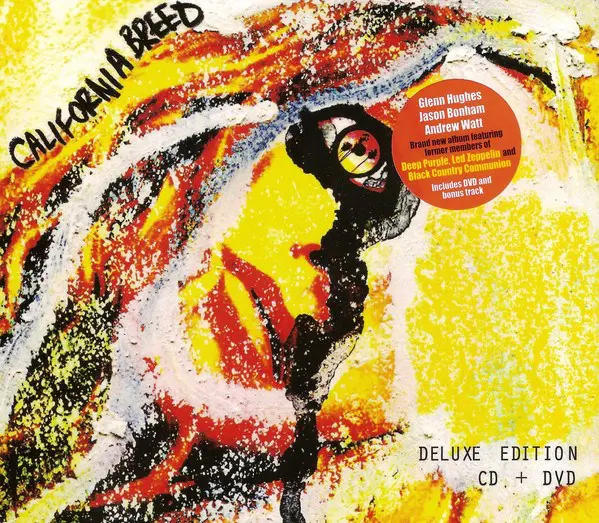 CALIFORNIA BREED
Glenn Hughes
Jason Bonham
Andrew Watt
Brand new album featuring
former members of
Deep Purple, Led Zeppelin and
Black Country Communion
Includes DVD and
bonus track
DELUXE EDITION
CD + DVD